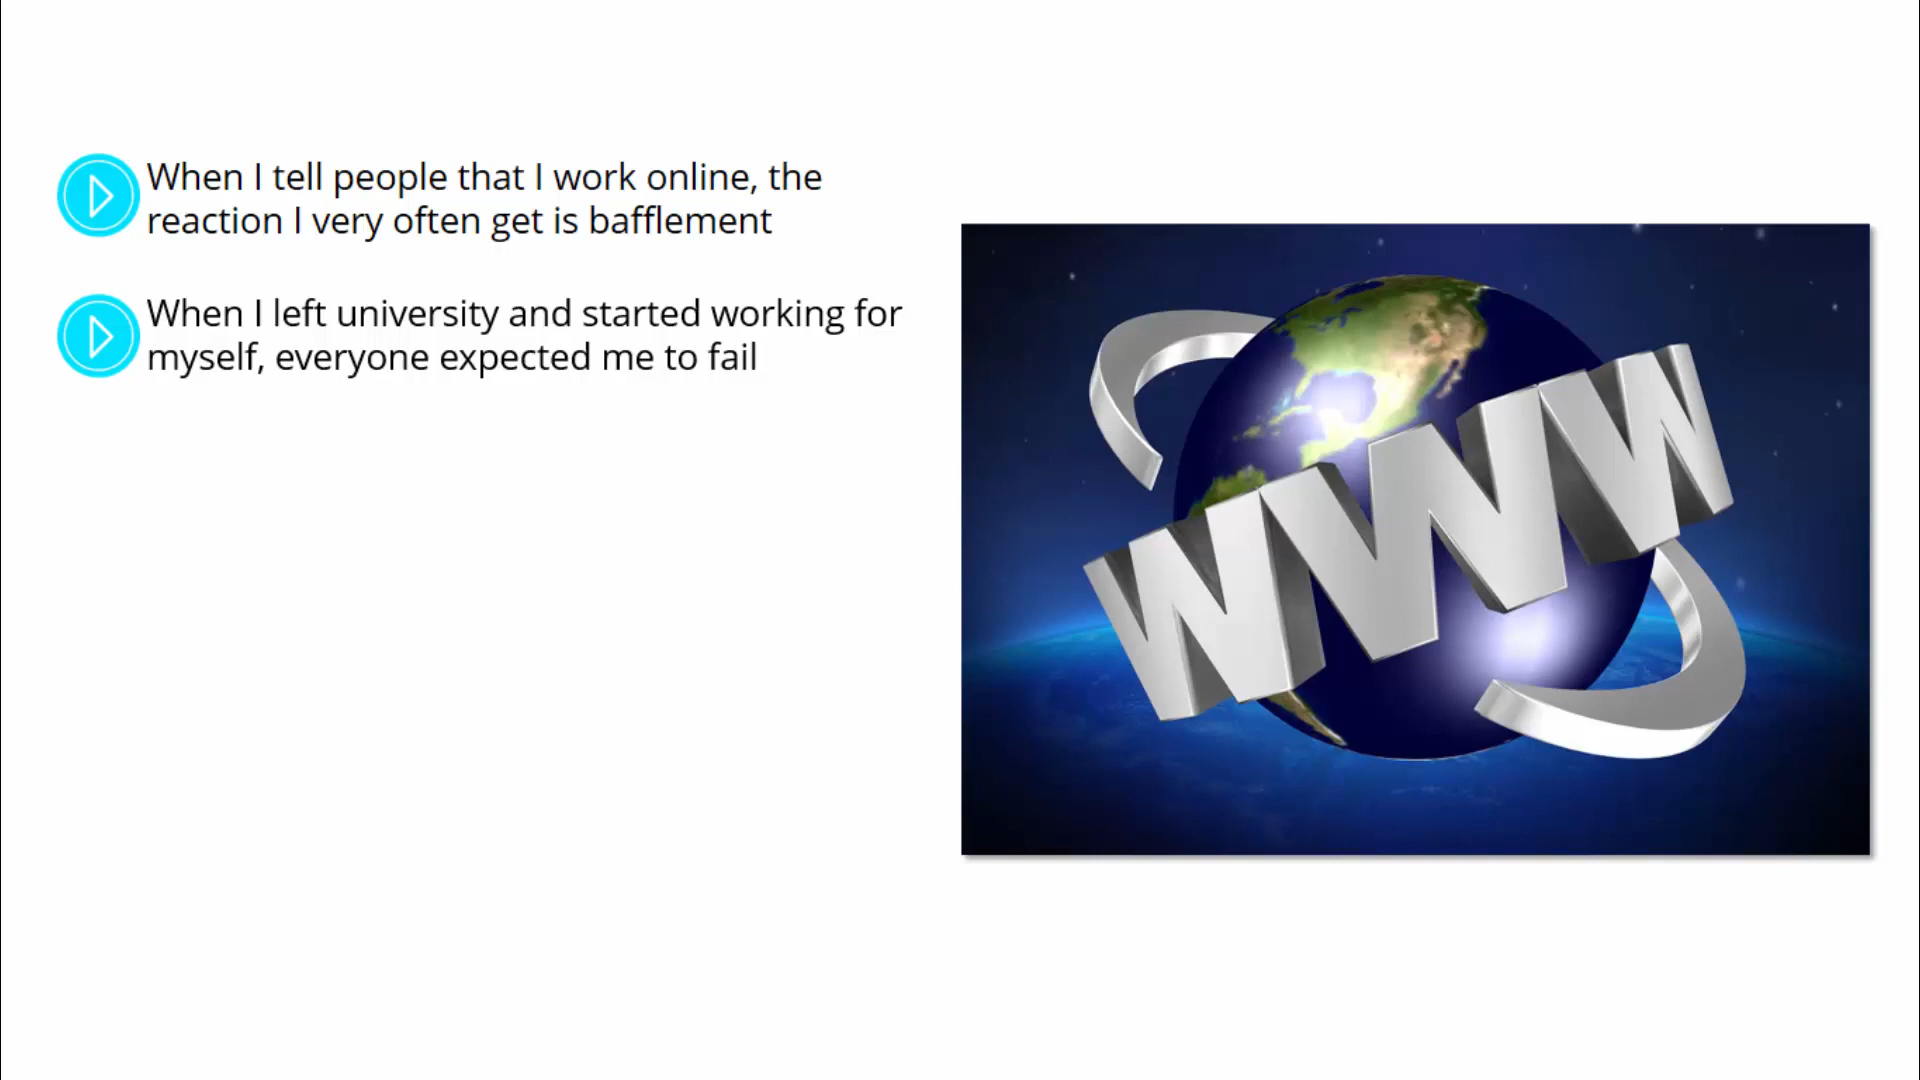 When I tell people that I work online, the
reaction I very often get is bafflement
When I left university and started working for
myself, everyone expected me to fail
WWW